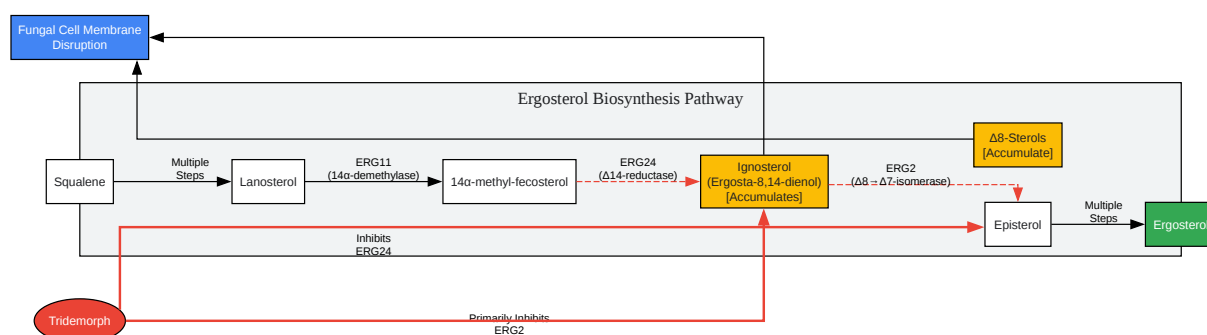 Fungal Cell Membrane
Disruption
Ergosterol Biosynthesis Pathway
Δ8-Sterols
[Accumulate]
Squalene
Multiple
Steps
Lanosterol
ERG11
(14α-demethylase)
14α-methyl-fecosterol
ERG24
(Δ14-reductase)
Ignosterol
(Ergosta-8,14-dienol)
[Accumulates]
ERG2
(Δ8→Δ7-isomerase)
Episterol
Multiple
Steps
Ergosterol
Inhibits
ERG24
Tridemorph
Primarily Inhibits
ERG2